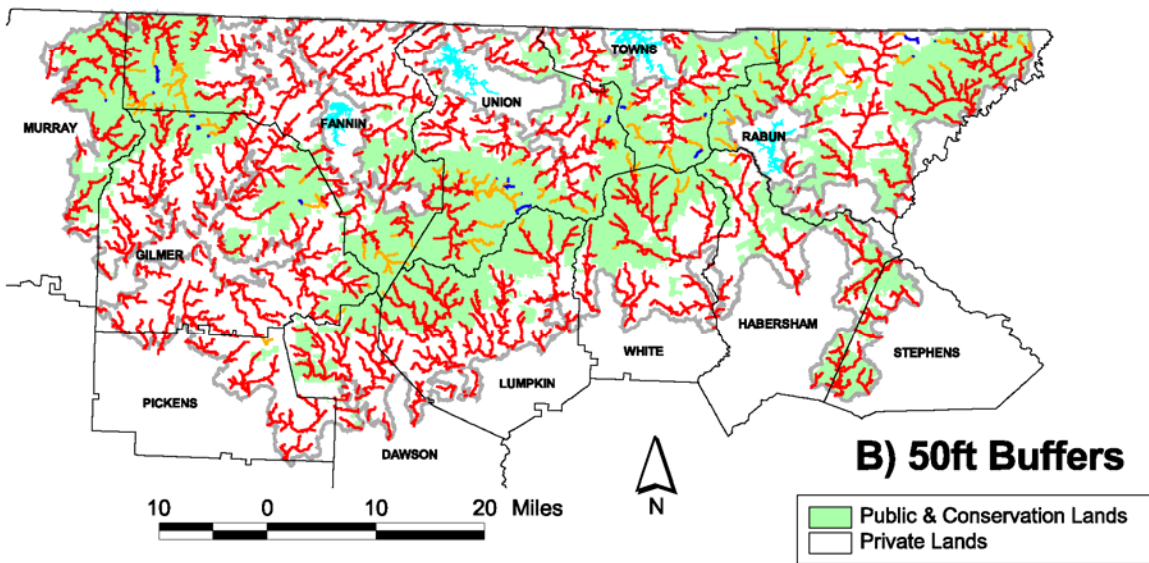 TOWNS
UNION
MURRAY
FANNIN
RABUN
GILMER
HABERSHAM
WHITE
STEPHENS
LUMPKIN
PICKENS
DAWSON
B) 50ft Buffers
N
10 0 10 20 Miles
Public & Conservation Lands
Private Lands